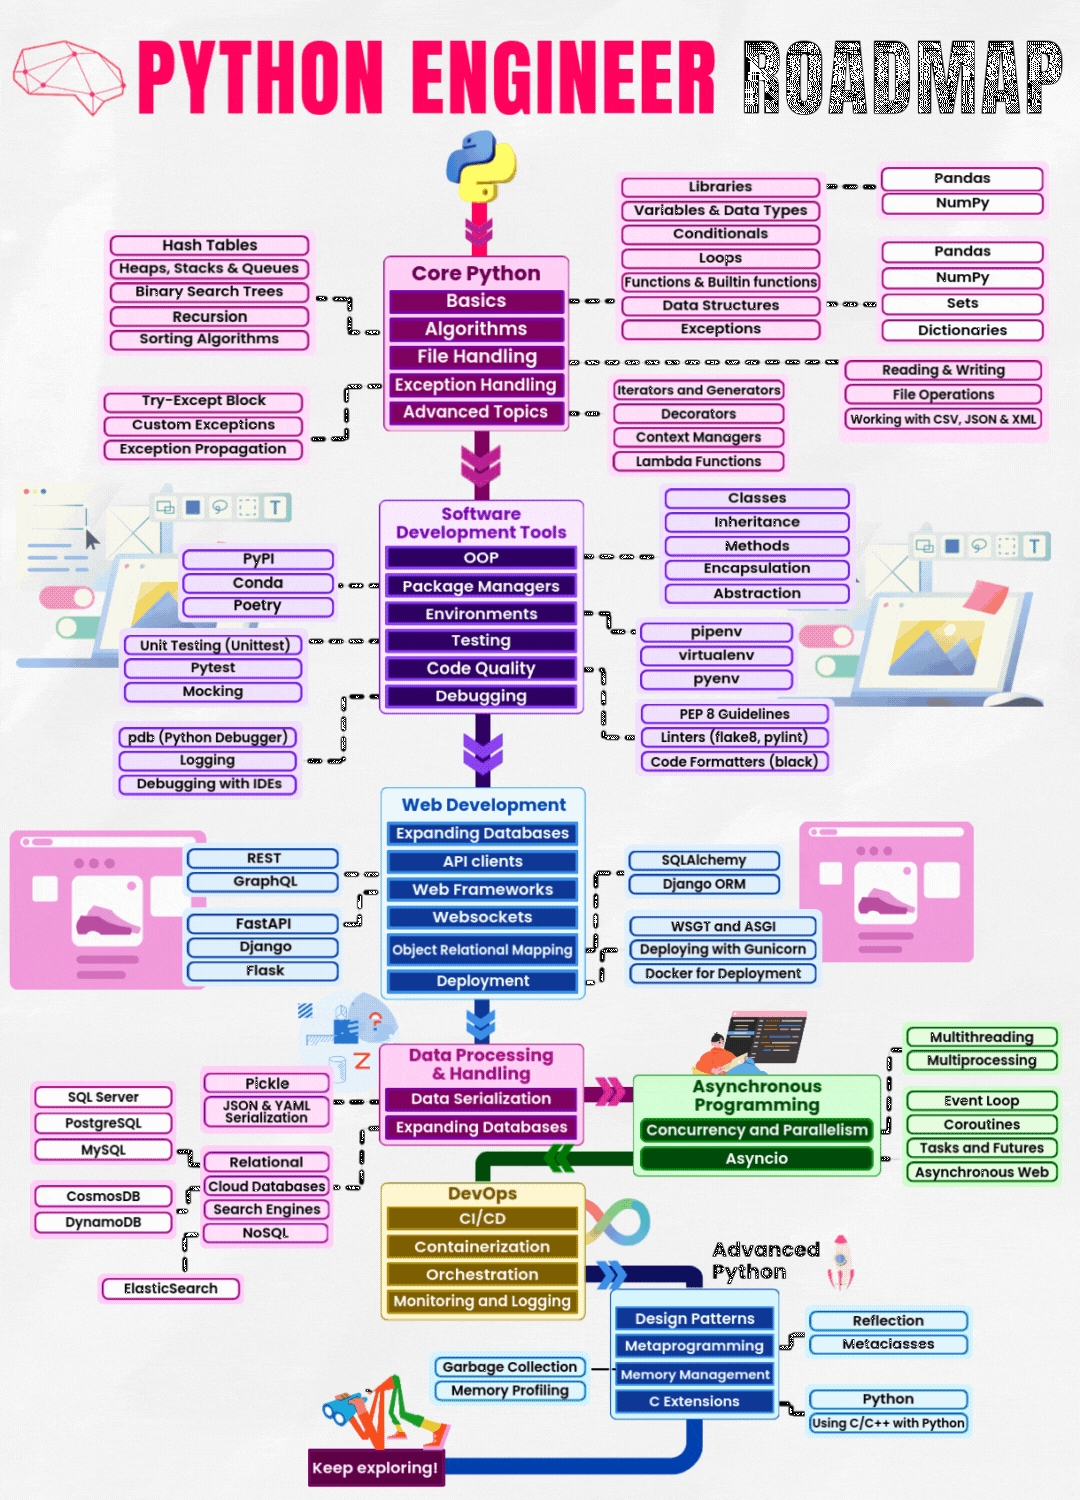 PYTHON ENGINEER ROADMAP
Core Python
Basics
Algorithms
File Handling
Exception Handling
Advanced Topics
Hash Tables
Heaps, Stacks & Queues
Binary Search Trees
Recursion
Sorting Algorithms
Try-Except Block
Custom Exceptions
Exception Propagation
Libraries
Variables & Data Types
Conditionals
Loops
Functions & Builtin functions
Data Structures
Exceptions
Pandas
NumPy
Pandas
NumPy
Sets
Dictionaries
Reading & Writing
File Operations
Working with CSV, JSON & XML
Iterators and Generators
Decorators
Context Managers
Lambda Functions
Software
Development Tools
OOP
Package Managers
Environments
Testing
Code Quality
Debugging
T
T
PyPI
Conda
Poetry
Unit Testing (Unittest)
Pytest
Mocking
pdb (Python Debugger)
Logging
Debugging with IDEs
Classes
Inheritance
Methods
Encapsulation
Abstraction
pipenv
virtualenv
pyenv
PEP 8 Guidelines
Linters (flake8, pylint)
Code Formatters (black)
Web Development
Expanding Databases
API clients
Web Frameworks
Websockets
Object Relational Mapping
Deployment
REST
GraphQL
FastAPI
Django
Flask
SQLAlchemy
Django ORM
WSGT and ASGI
Deploying with Gunicorn
Docker for Deployment
?
Z
Data Processing
& Handling
Data Serialization
Expanding Databases
Pickle
JSON & YAML
Serialization
SQL Server
PostgreSQL
MySQL
Relational
Cloud Databases
Search Engines
NoSQL
CosmosDB
DynamoDB
ElasticSearch
Asynchronous
Programming
Concurrency and Parallelism
Asyncio
Multithreading
Multiprocessing
Event Loop
Coroutines
Tasks and Futures
Asynchronous Web
DevOps
CI/CD
Containerization
Orchestration
Monitoring and Logging
Advanced
Python
Design Patterns
Metaprogramming
Memory Management
C Extensions
Reflection
Metaclasses
Garbage Collection
Memory Profiling
Python
Using C/C++ with Python
Keep exploring!